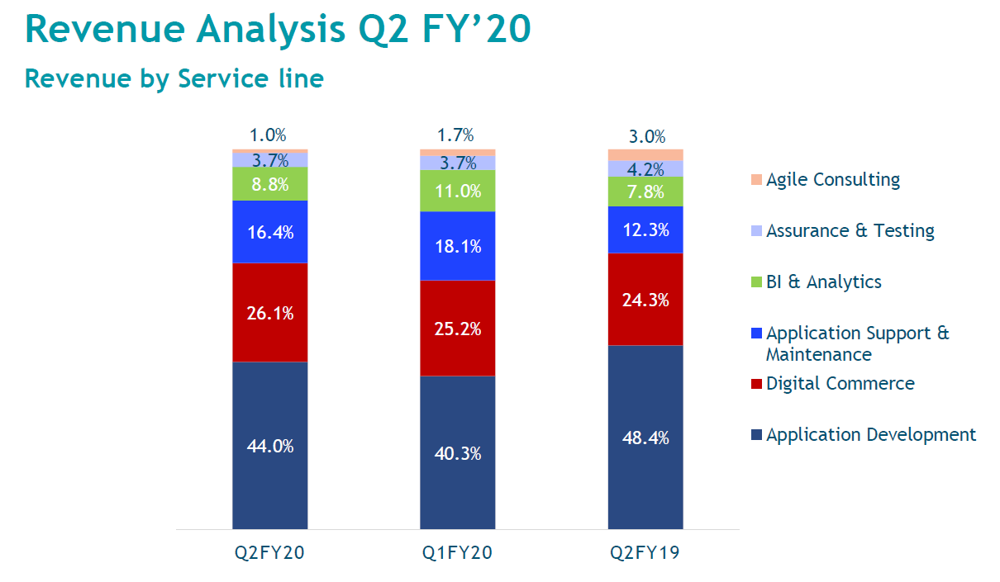 Revenue Analysis Q2 FY’20
Revenue by Service line
1.0%
1.7%
3.0%
3.7%
3.7%
4.2%
8.8%
11.0%
7.8%
16.4%
18.1%
12.3%
26.1%
25.2%
24.3%
44.0%
40.3%
48.4%
Q2FY20
Q1FY20
Q2FY19
Agile Consulting
Assurance & Testing
BI & Analytics
Application Support &
Maintenance
Digital Commerce
Application Development